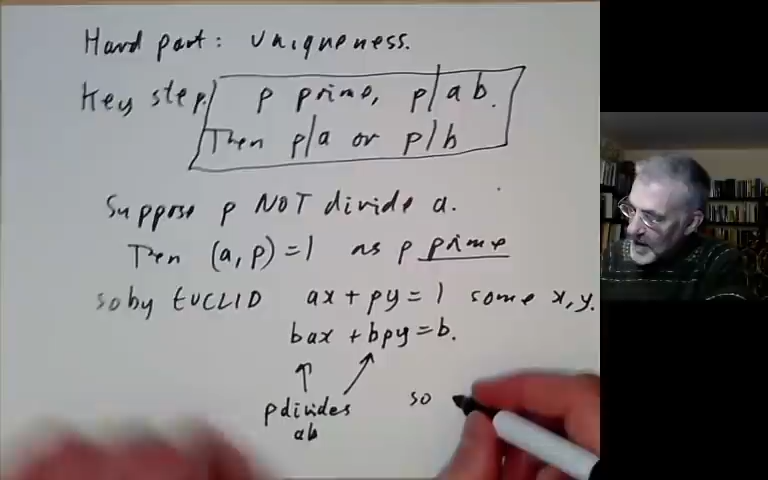 Hard part: Uniqueness.
Key step. p prime, p|ab.
Then p|a or p|b
Suppose p NOT divide a.
Then (a, p) = 1 as p prime
so by EUCLID ax + py = 1 some x, y.
bax + bpy = b.
p divides so
ab